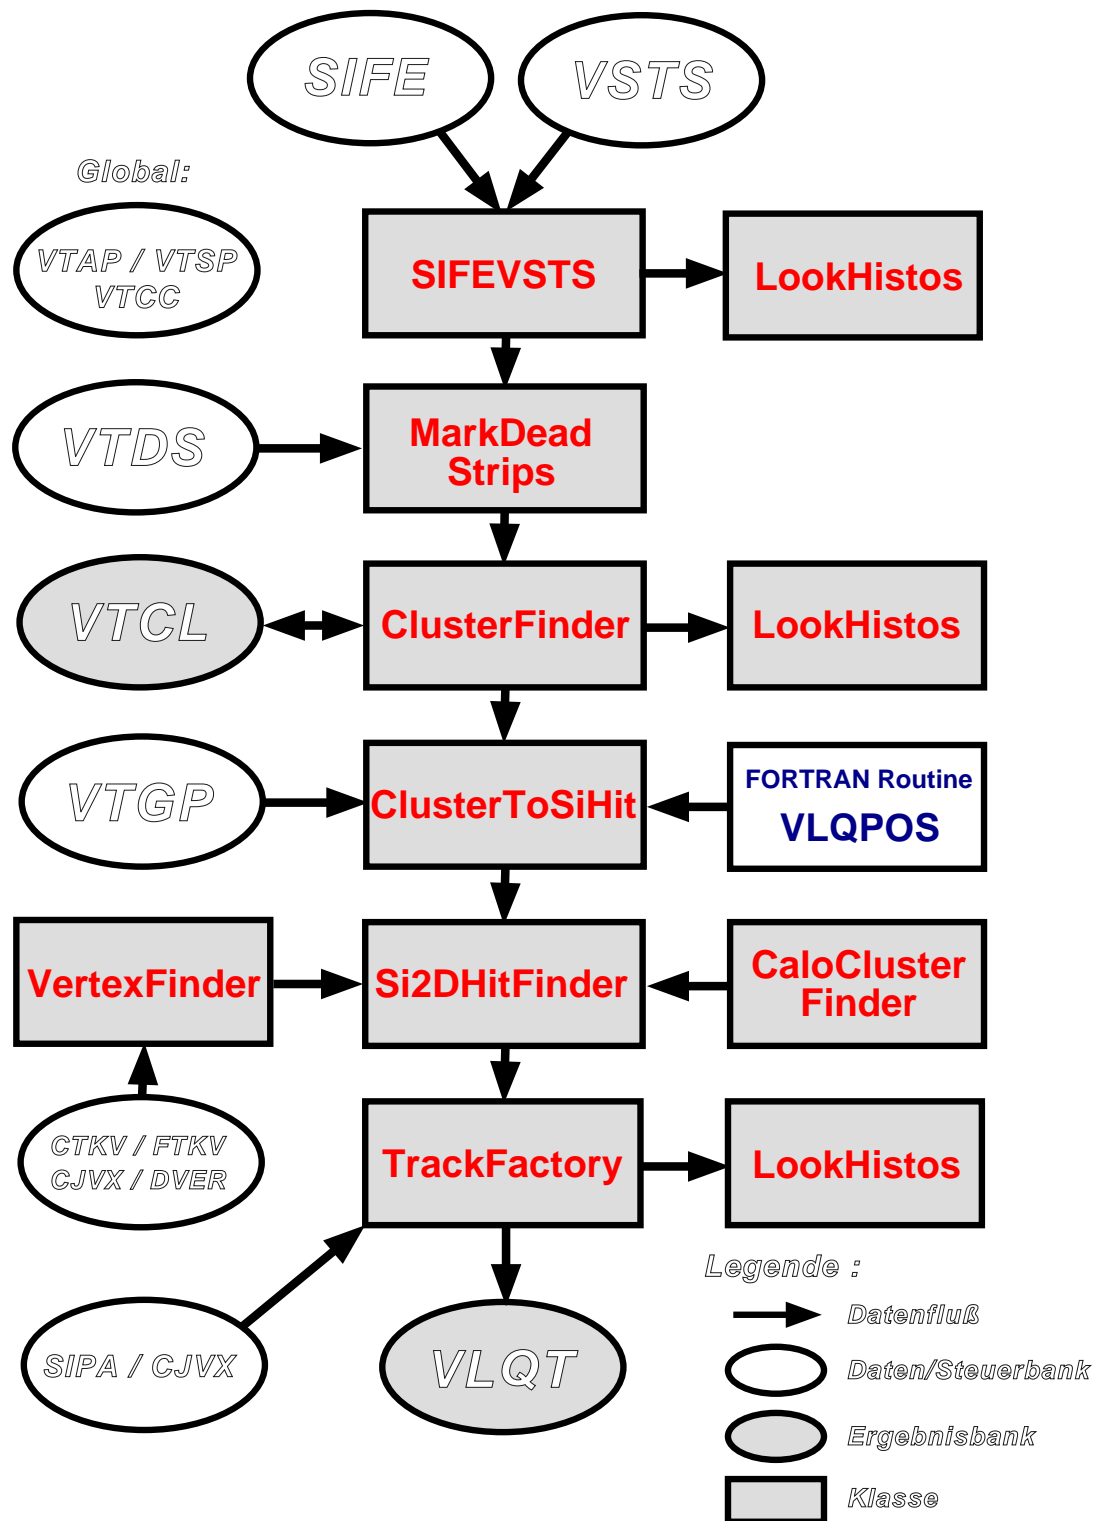 SIFE
VSTS
Global:
VTAP / VTSP
VTCC
SIFEVSTS
LookHistos
VTDS
MarkDead
Strips
VTCL
ClusterFinder
LookHistos
VTGP
ClusterToSiHit
FORTRAN Routine
VLQPOS
VertexFinder
Si2DHitFinder
CaloCluster
Finder
CTKV / FTKV
CJVX / DVER
TrackFactory
LookHistos
SIPA / CJVX
VLQT
Legende :
Datenfluß
Daten/Steuerbank
Ergebnisbank
Klasse